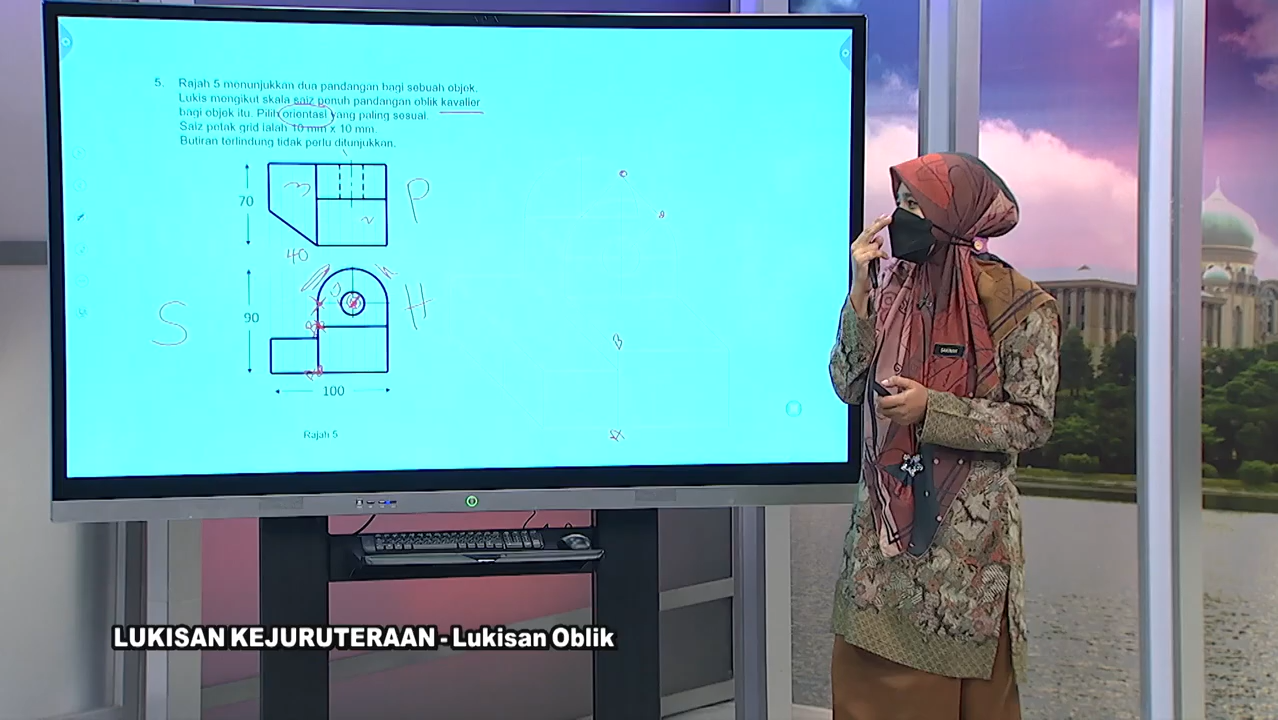 5. Rajah 5 menunjukkan dua pandangan bagi sebuah objek.
Lukis mengikut skala saiz penuh pandangan oblik kavalier
bagi objek itu. Pilih orientasi yang paling sesuai.
Saiz petak grid ialah 10 mm x 10 mm.
Butiran terlindung tidak perlu ditunjukkan.
70
P
40
S
90
H
100
Rajah 5
LUKISAN KEJURUTERAAN - Lukisan Oblik